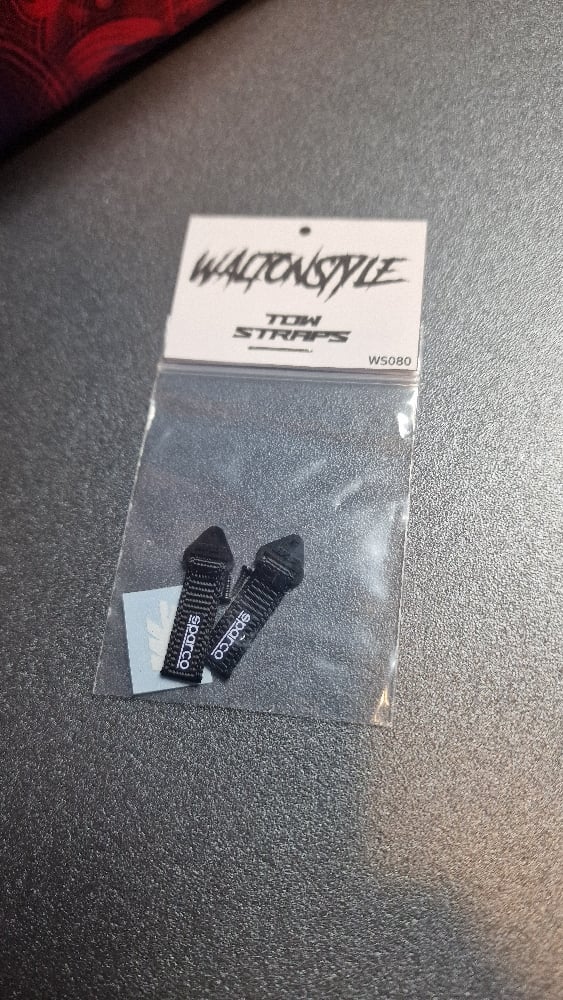 WALTONSTYLE
TOW
STRAPS
WS080
sparco
sparco